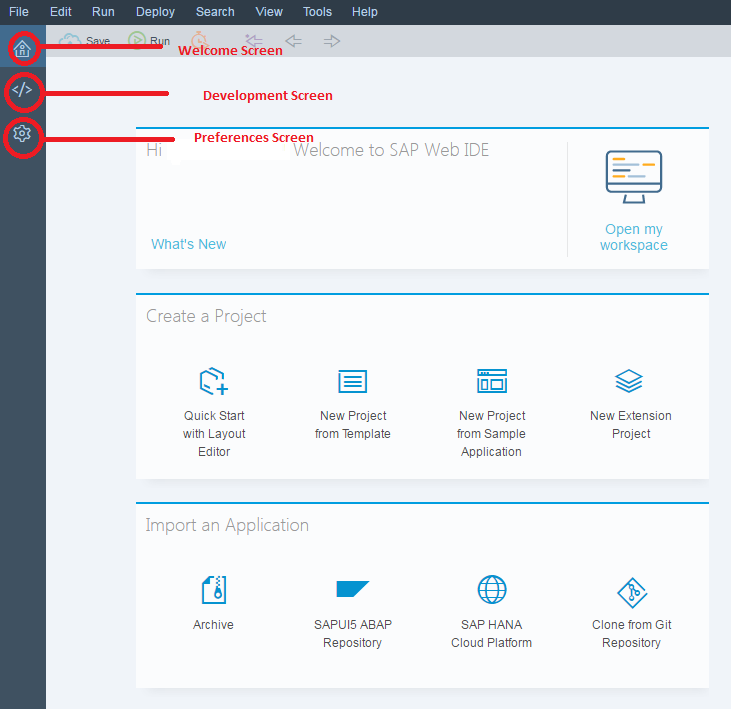 File Edit Run Deploy Search View Tools Help
Save Run
Welcome Screen
</>
Development Screen
Preferences Screen
Hi Welcome to SAP Web IDE
What's New
Open my
workspace
Create a Project
Quick Start
with Layout
Editor
New Project
from Template
New Project
from Sample
Application
New Extension
Project
Import an Application
Archive
SAPUI5 ABAP
Repository
SAP HANA
Cloud Platform
Clone from Git
Repository